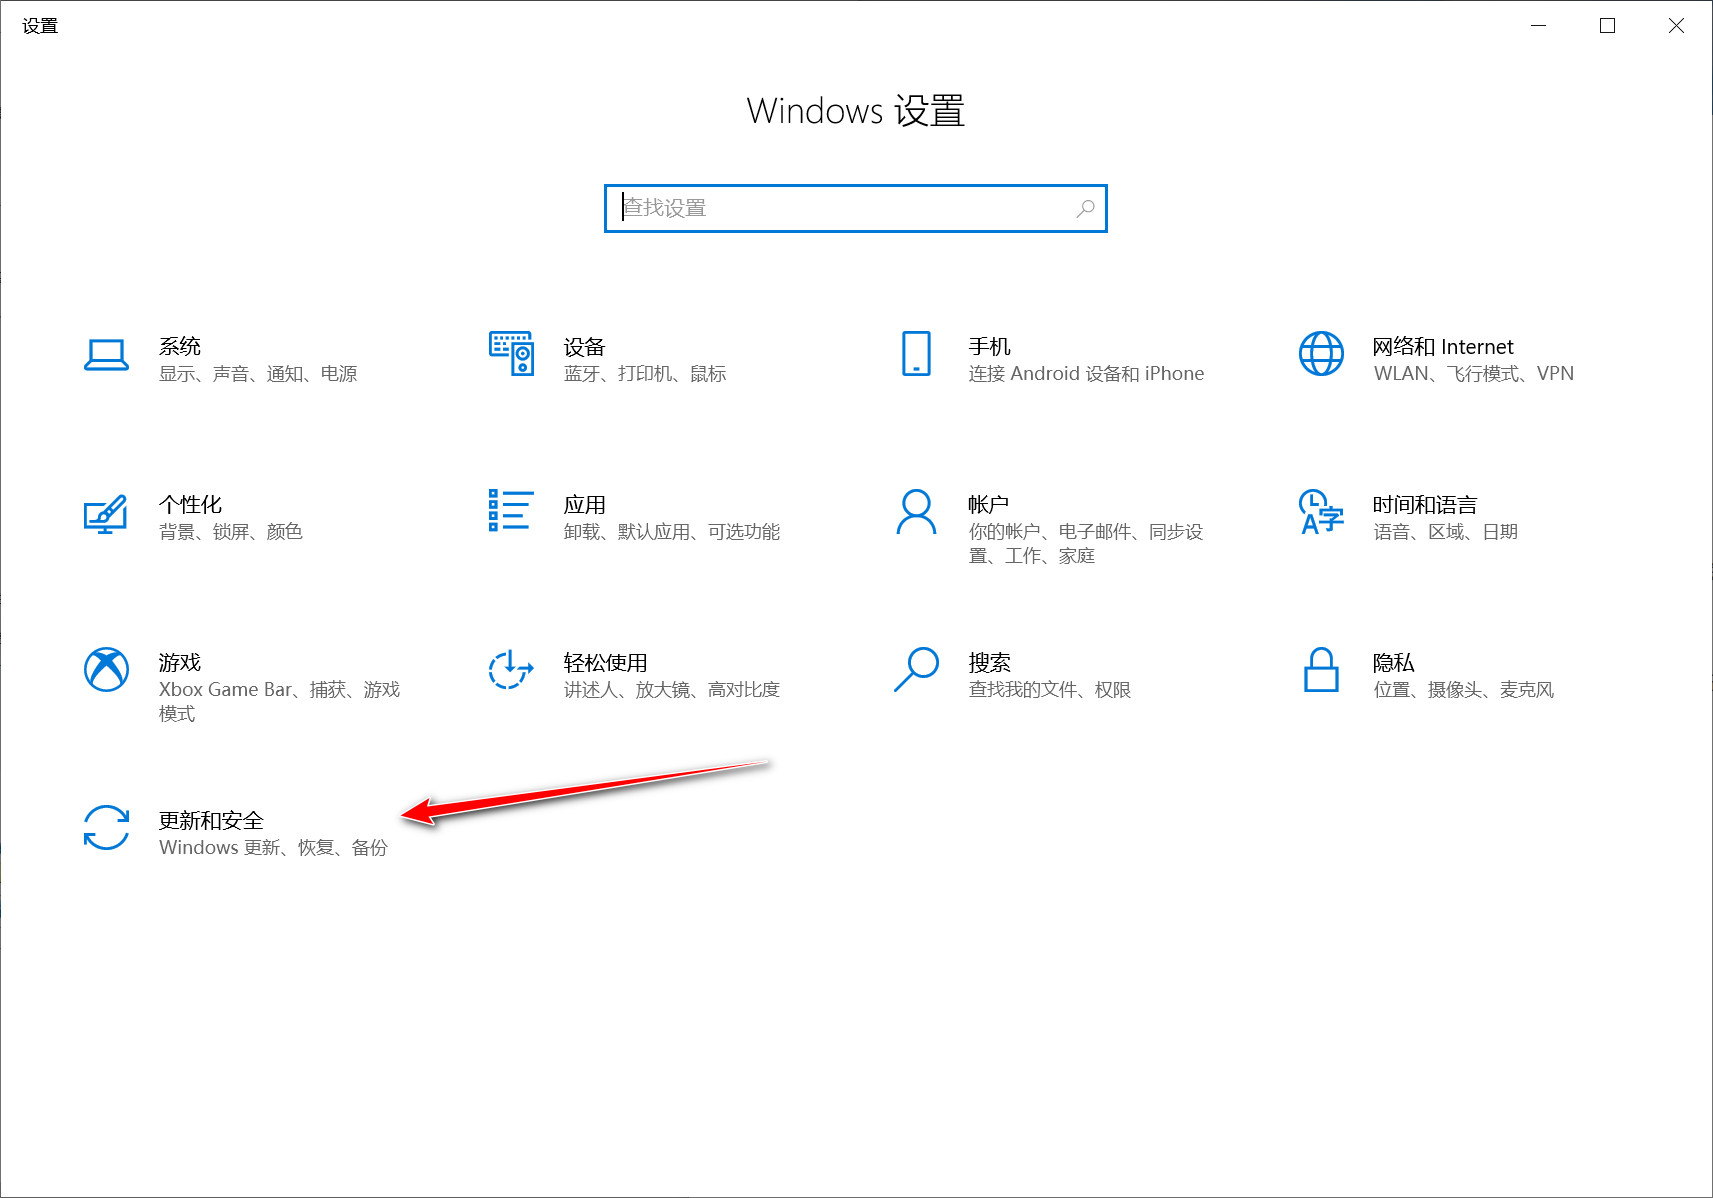 设置
Windows 设置
查找设置
系统
显示、声音、通知、电源
设备
蓝牙、打印机、鼠标
手机
连接 Android 设备和 iPhone
网络和 Internet
WLAN、飞行模式、VPN
个性化
背景、锁屏、颜色
应用
卸载、默认应用、可选功能
帐户
你的帐户、电子邮件、同步设
置、工作、家庭
时间和语言
语音、区域、日期
游戏
Xbox Game Bar、捕获、游戏
模式
轻松使用
讲述人、放大镜、高对比度
搜索
查找我的文件、权限
隐私
位置、摄像头、麦克风
更新和安全
Windows 更新、恢复、备份